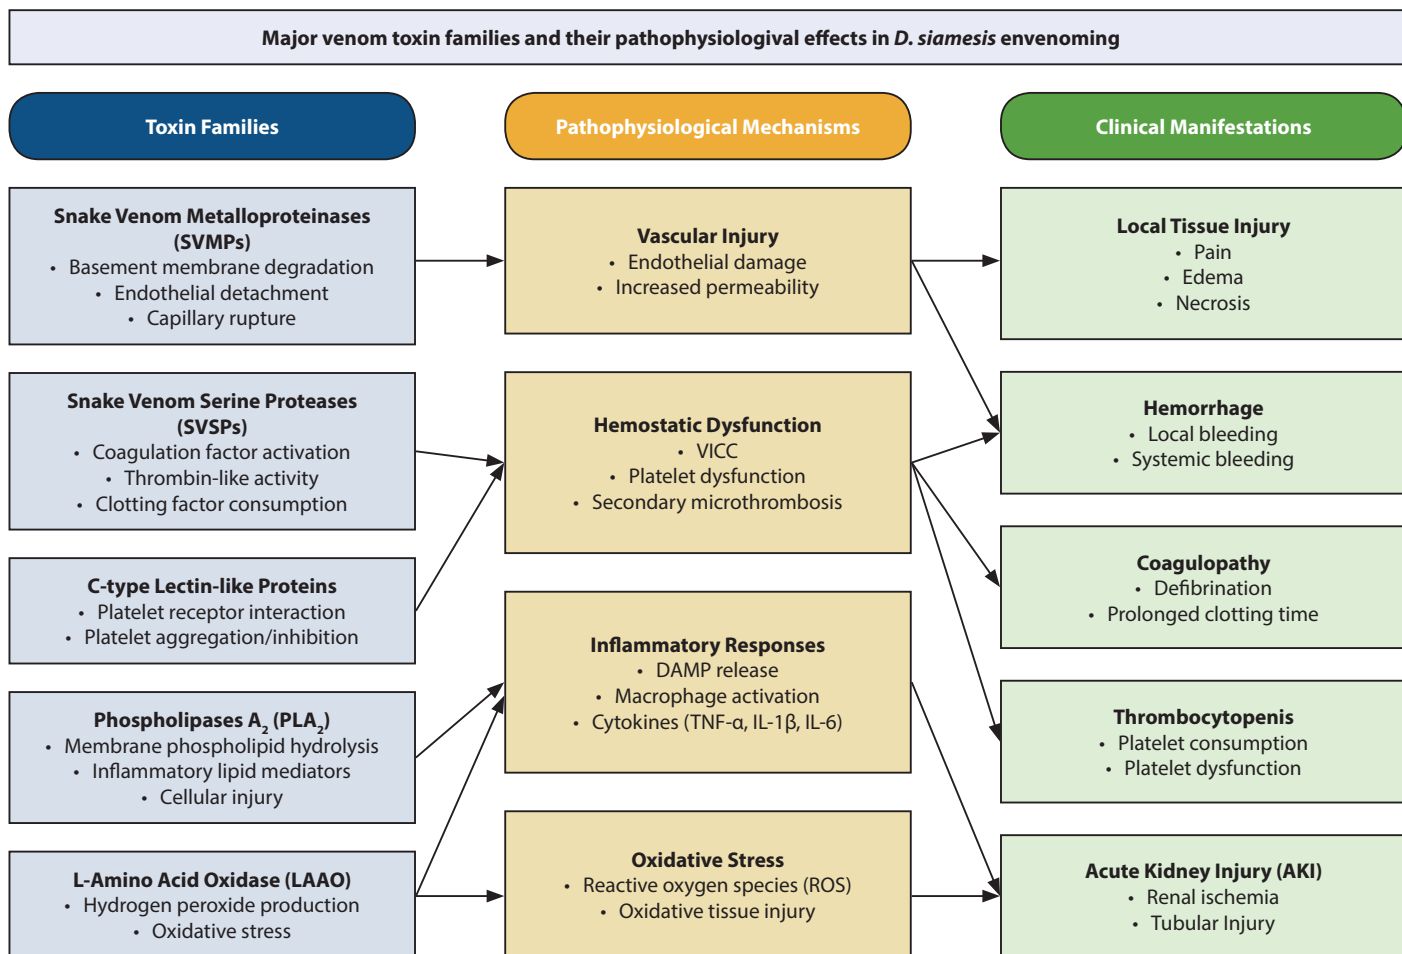 Major venom toxin families and their pathophysiologival effects in D. siamesis envenoming
Toxin Families
Snake Venom Metalloproteinases
(SVMPs)
• Basement membrane degradation
• Endothelial detachment
• Capillary rupture
Snake Venom Serine Proteases
(SVSPs)
• Coagulation factor activation
• Thrombin-like activity
• Clotting factor consumption
C-type Lectin-like Proteins
• Platelet receptor interaction
• Platelet aggregation/inhibition
Phospholipases A₂ (PLA₂)
• Membrane phospholipid hydrolysis
• Inflammatory lipid mediators
• Cellular injury
L-Amino Acid Oxidase (LAAO)
• Hydrogen peroxide production
• Oxidative stress
Pathophysiological Mechanisms
Vascular Injury
• Endothelial damage
• Increased permeability
Hemostatic Dysfunction
• VICC
• Platelet dysfunction
• Secondary microthrombosis
Inflammatory Responses
• DAMP release
• Macrophage activation
• Cytokines (TNF-α, IL-1β, IL-6)
Oxidative Stress
• Reactive oxygen species (ROS)
• Oxidative tissue injury
Clinical Manifestations
Local Tissue Injury
• Pain
• Edema
• Necrosis
Hemorrhage
• Local bleeding
• Systemic bleeding
Coagulopathy
• Defibrination
• Prolonged clotting time
Thrombocytopenis
• Platelet consumption
• Platelet dysfunction
Acute Kidney Injury (AKI)
• Renal ischemia
• Tubular Injury